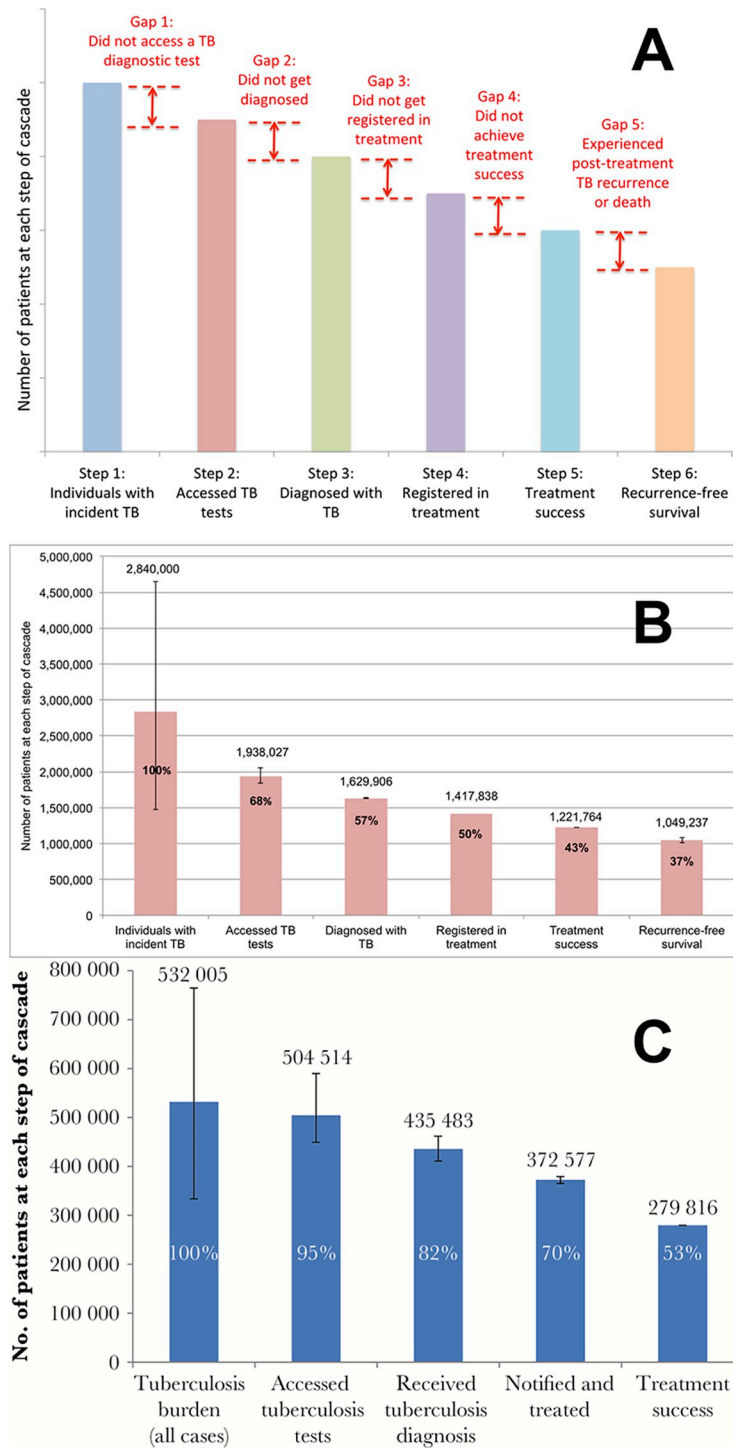 Gap 1:
Did not access a TB
diagnostic test
Gap 2:
Did not get
diagnosed
Gap 3:
Did not get
registered in
treatment
Gap 4:
Did not
achieve
treatment
success
Gap 5:
Experienced
post-treatment
TB recurrence
or death
A
Number of patients at each step of cascade
Step 1:
Individuals with
incident TB
Step 2:
Accessed TB
tests
Step 3:
Diagnosed with
TB
Step 4:
Registered in
treatment
Step 5:
Treatment
success
Step 6:
Recurrence-free
survival
B
Number of patients at each step of cascade
5,000,000
4,500,000
4,000,000
3,500,000
3,000,000
2,500,000
2,000,000
1,500,000
1,000,000
500,000
0
2,840,000
100%
1,938,027
68%
1,629,906
57%
1,417,838
50%
1,221,764
43%
1,049,237
37%
Individuals with
incident TB
Accessed TB
tests
Diagnosed with
TB
Registered in
treatment
Treatment
success
Recurrence-free
survival
C
No. of patients at each step of cascade
800 000
700 000
600 000
500 000
400 000
300 000
200 000
100 000
0
532 005
100%
504 514
95%
435 483
82%
372 577
70%
279 816
53%
Tuberculosis
burden
(all cases)
Accessed
tuberculosis
tests
Received
tuberculosis
diagnosis
Notified and
treated
Treatment
success